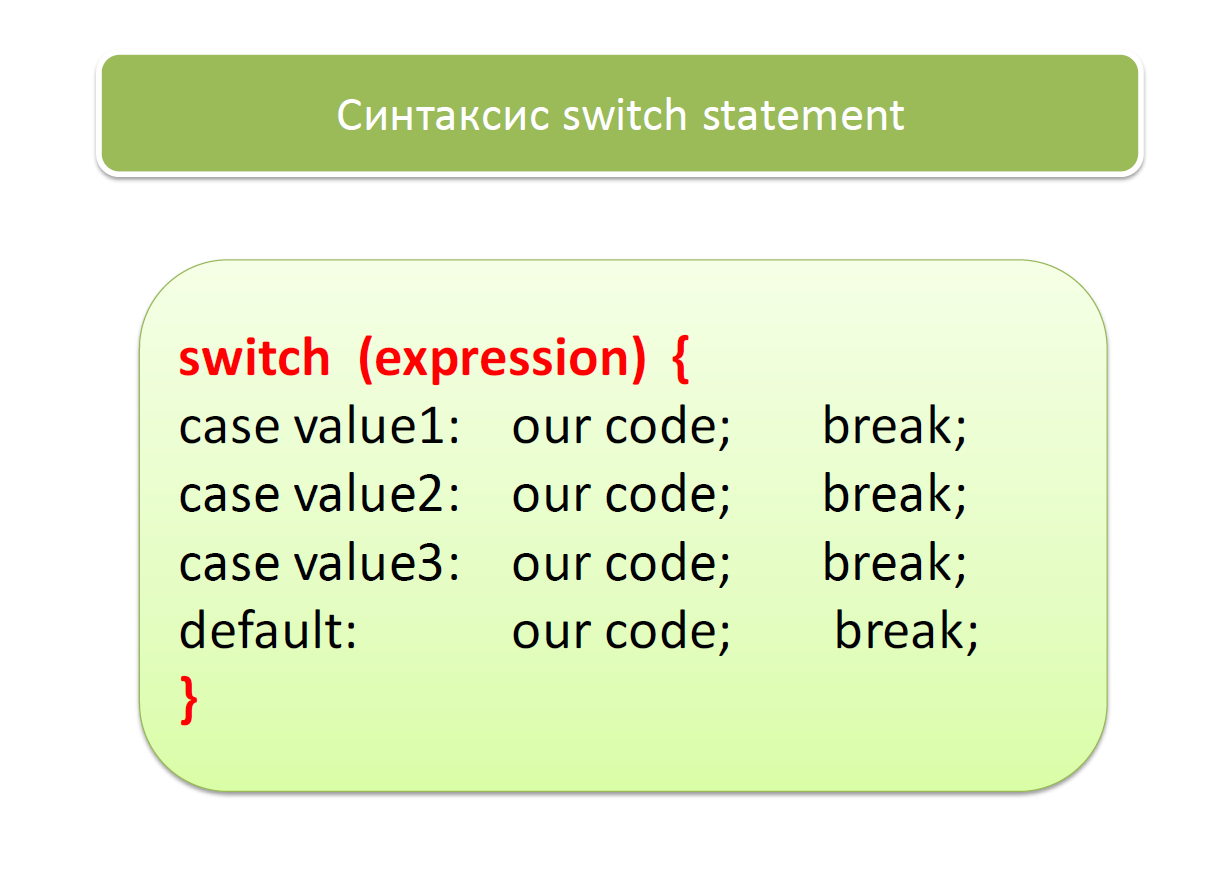 Синтаксис switch statement
switch (expression) {
case value1: our code; break;
case value2: our code; break;
case value3: our code; break;
default: our code; break;
}